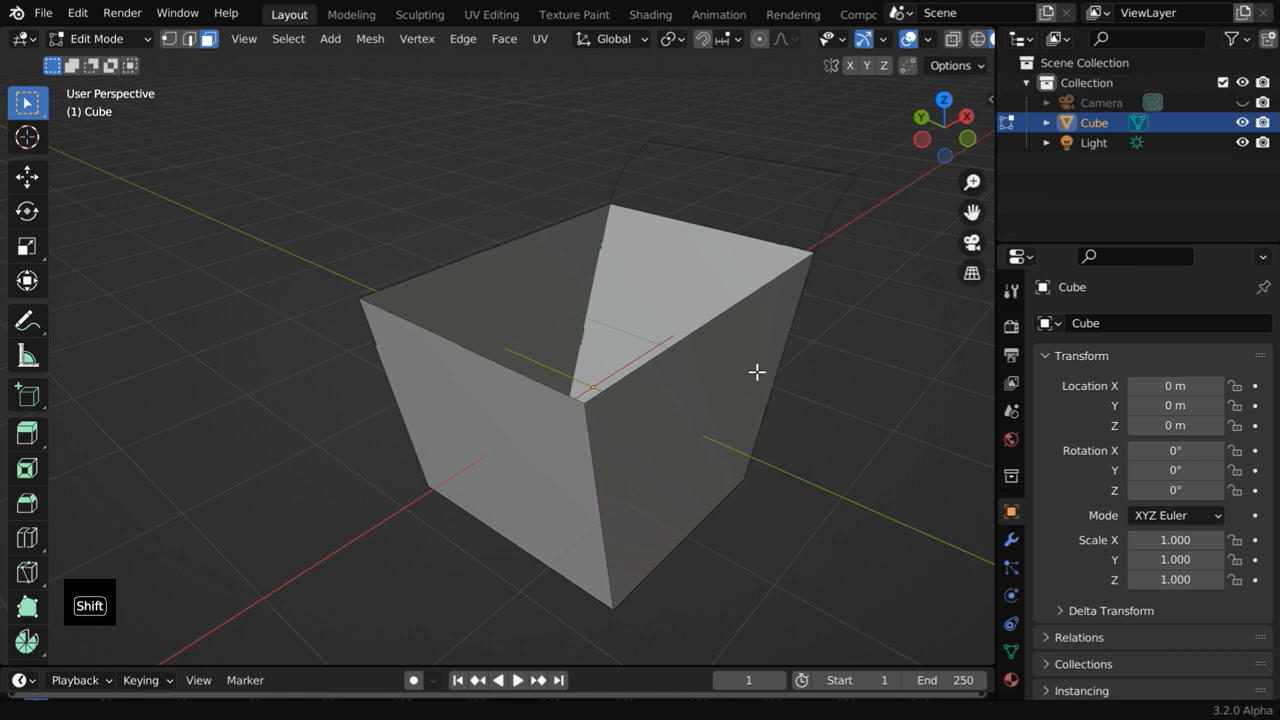 File Edit Render Window Help Layout Modeling Sculpting UV Editing Texture Paint Shading Animation Rendering Compc Scene ViewLayer
Edit Mode View Select Add Mesh Vertex Edge Face UV Global
X Y Z Options
User Perspective
(1) Cube
Z
Y
X
Scene Collection
Collection
Camera
Cube
Light
Cube
Cube
Transform
Location X 0 m
Y 0 m
Z 0 m
Rotation X 0°
Y 0°
Z 0°
Mode XYZ Euler
Scale X 1.000
Y 1.000
Z 1.000
Delta Transform
Relations
Collections
Instancing
Shift
Playback Keying View Marker 1 Start 1 End 250
3.2.0 Alpha